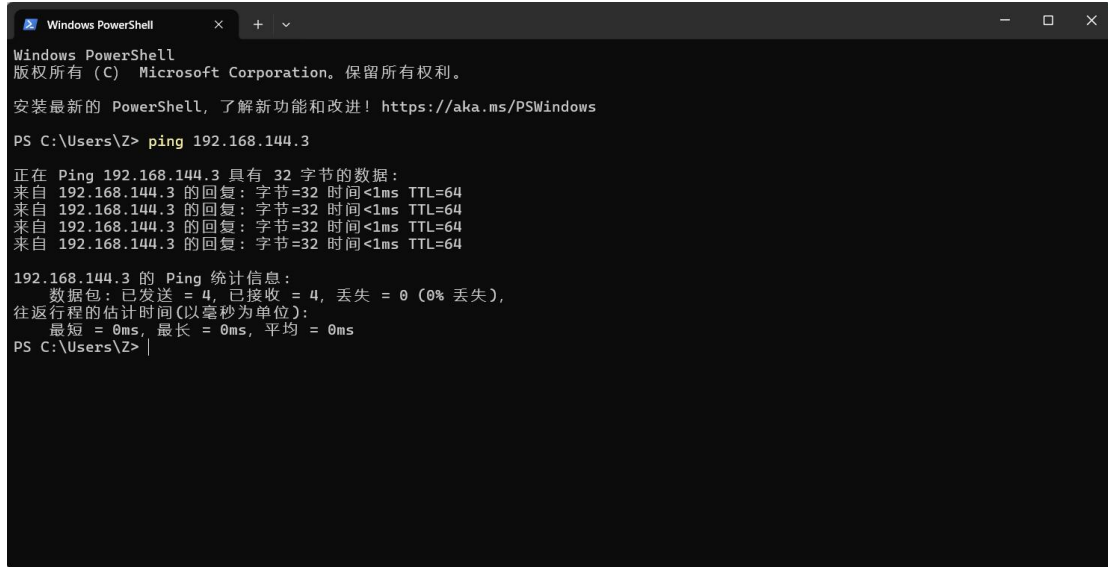 Windows PowerShell
Windows PowerShell
版权所有 (C)  Microsoft Corporation。保留所有权利。
安装最新的 PowerShell，了解新功能和改进！https://aka.ms/PSWindows
PS C:\Users\Z> ping 192.168.144.3
正在 Ping 192.168.144.3 具有 32 字节的数据:
来自 192.168.144.3 的回复: 字节=32 时间<1ms TTL=64
来自 192.168.144.3 的回复: 字节=32 时间<1ms TTL=64
来自 192.168.144.3 的回复: 字节=32 时间<1ms TTL=64
来自 192.168.144.3 的回复: 字节=32 时间<1ms TTL=64
192.168.144.3 的 Ping 统计信息:
    数据包: 已发送 = 4，已接收 = 4，丢失 = 0 (0% 丢失)，
往返行程的估计时间(以毫秒为单位):
    最短 = 0ms，最长 = 0ms，平均 = 0ms
PS C:\Users\Z>